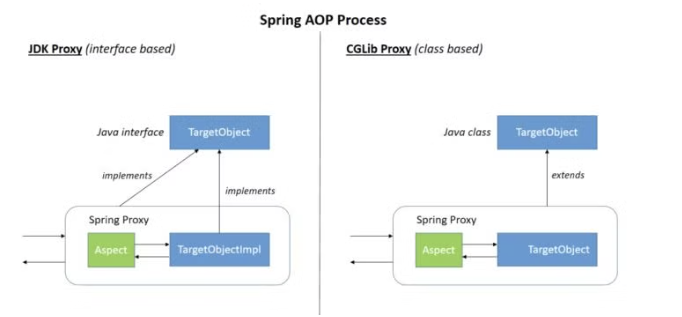 Spring AOP Process
JDK Proxy (interface based)
Java interface
TargetObject
implements
implements
Spring Proxy
Aspect
TargetObjectImpl
CGLib Proxy (class based)
Java class
TargetObject
extends
Spring Proxy
Aspect
TargetObject